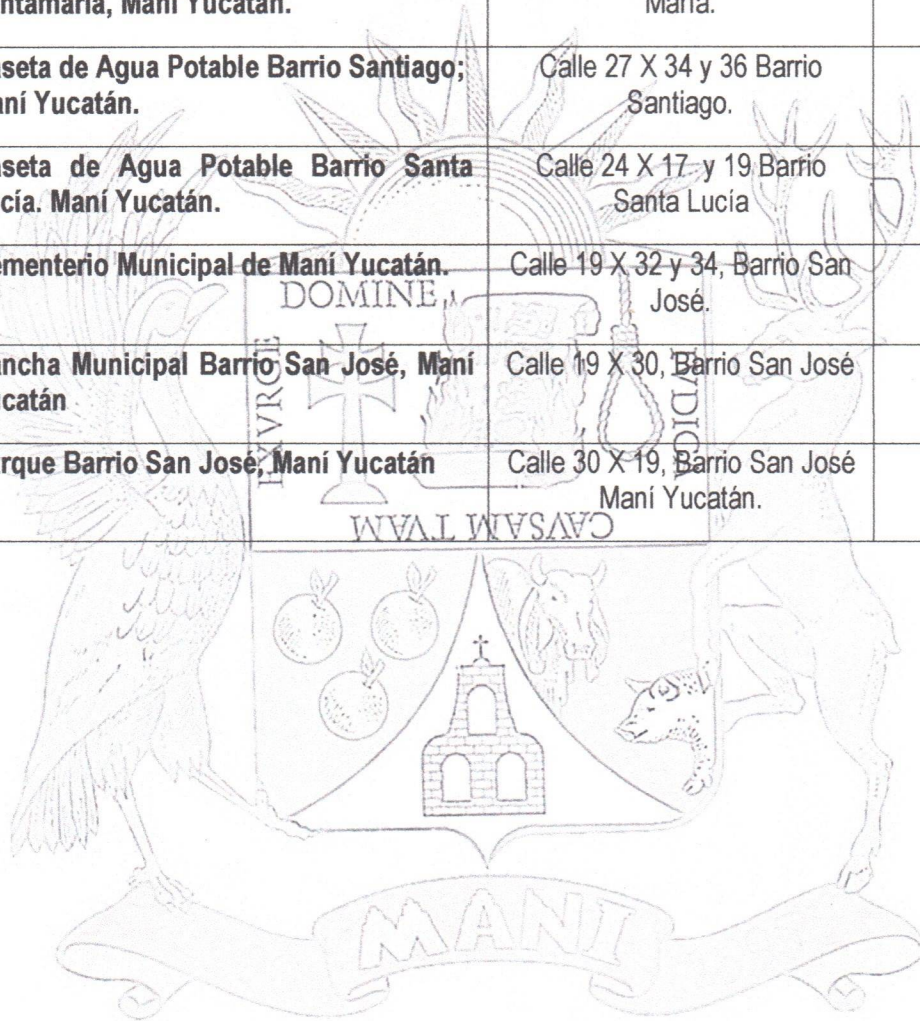 ntamaría, Maní Yucatán.
María.
seta de Agua Potable Barrio Santiago;
aní Yucatán.
Calle 27 X 34 y 36 Barrio
Santiago.
seta de Agua Potable Barrio Santa
cía. Maní Yucatán.
Calle 24 X 17 y 19 Barrio
Santa Lucía
ementerio Municipal de Maní Yucatán.
Calle 19 X 32 y 34, Barrio San
José.
ancha Municipal Barrio San José, Maní
ucatán
Calle 19 X 30, Barrio San José
rque Barrio San José, Maní Yucatán
Calle 30 X 19, Barrio San José
Maní Yucatán.
EXVRGE
DOMINE
IVDICA
CAVSAM TVAM
MANI